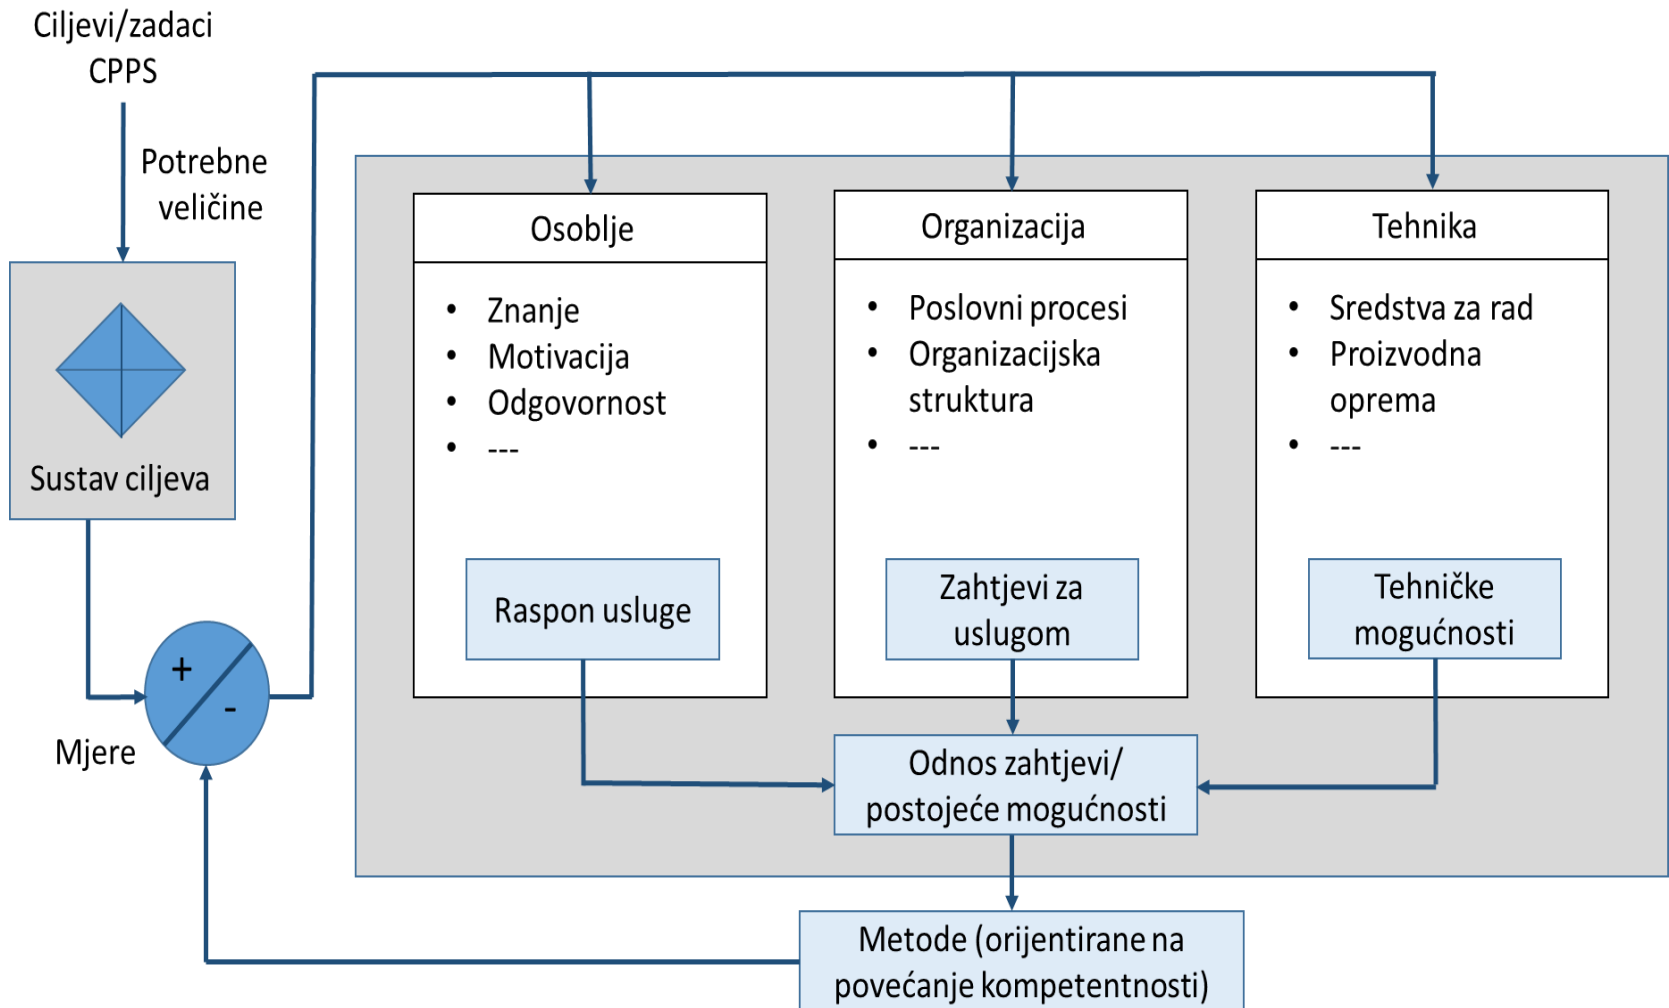 Ciljevi/zadaci
CPPS
Potrebne
veličine
Sustav ciljeva
+
-
Mjere
Osoblje
• Znanje
• Motivacija
• Odgovornost
• ---
Raspon usluge
Organizacija
• Poslovni procesi
• Organizacijska
struktura
• ---
Zahtjevi za
uslugom
Tehnika
• Sredstva za rad
• Proizvodna
oprema
• ---
Tehničke
mogućnosti
Odnos zahtjevi/
postojeće mogućnosti
Metode (orijentirane na
povećanje kompetentnosti)